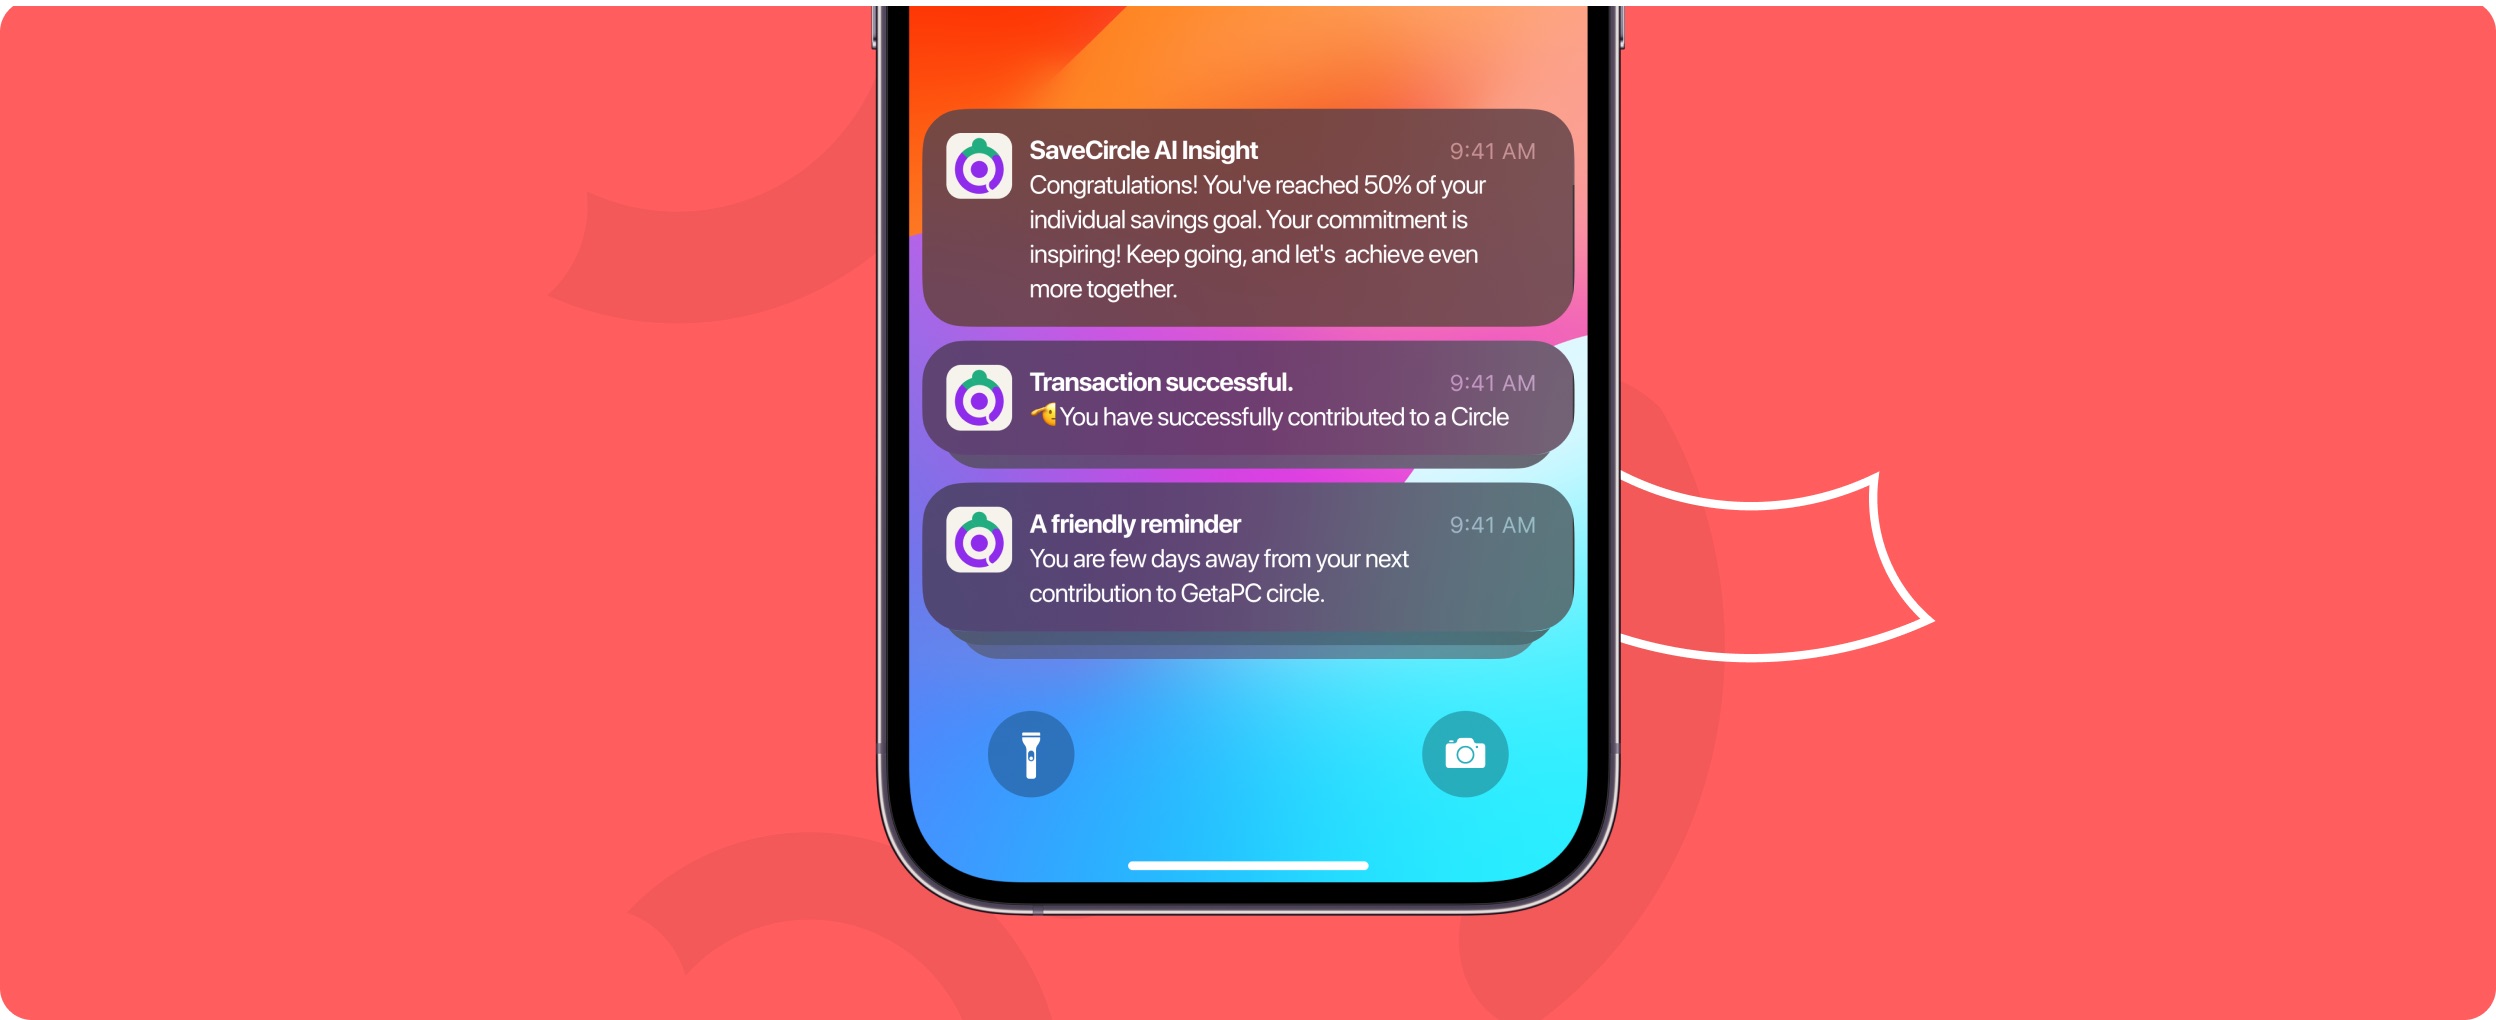 SaveCircle AI Insight 9:41 AM
Congratulations! You've reached 50% of your
individual savings goal. Your commitment is
inspiring! Keep going, and let's  achieve even
more together.
Transaction successful. 9:41 AM
You have successfully contributed to a Circle
A friendly reminder 9:41 AM
You are few days away from your next
contribution to GetaPC circle.